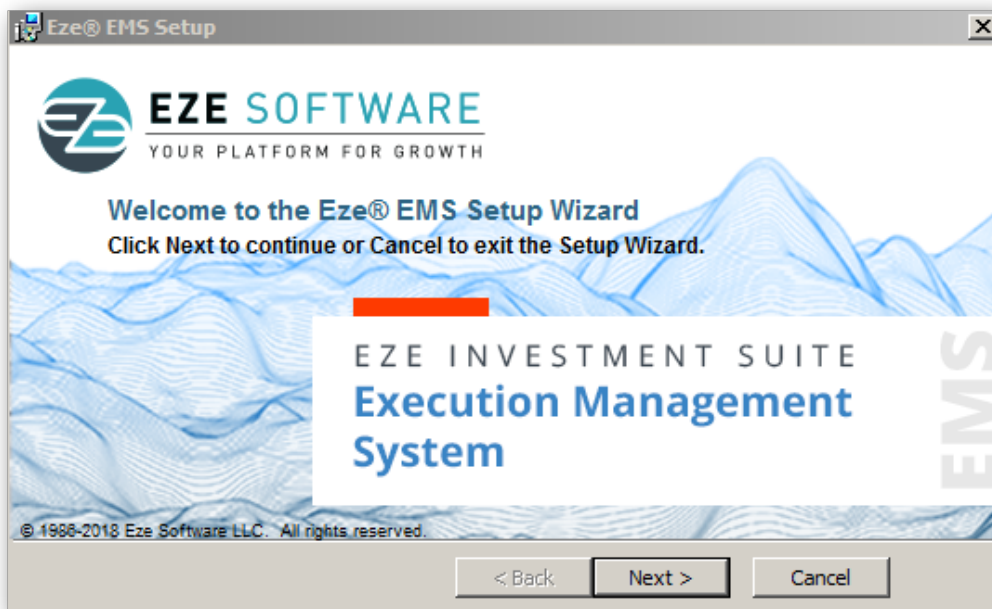 Eze® EMS Setup
EZE SOFTWARE
YOUR PLATFORM FOR GROWTH
Welcome to the Eze® EMS Setup Wizard
Click Next to continue or Cancel to exit the Setup Wizard.
EZE INVESTMENT SUITE
Execution Management
System
EMS
© 1986-2018 Eze Software LLC. All rights reserved.
< Back
Next >
Cancel